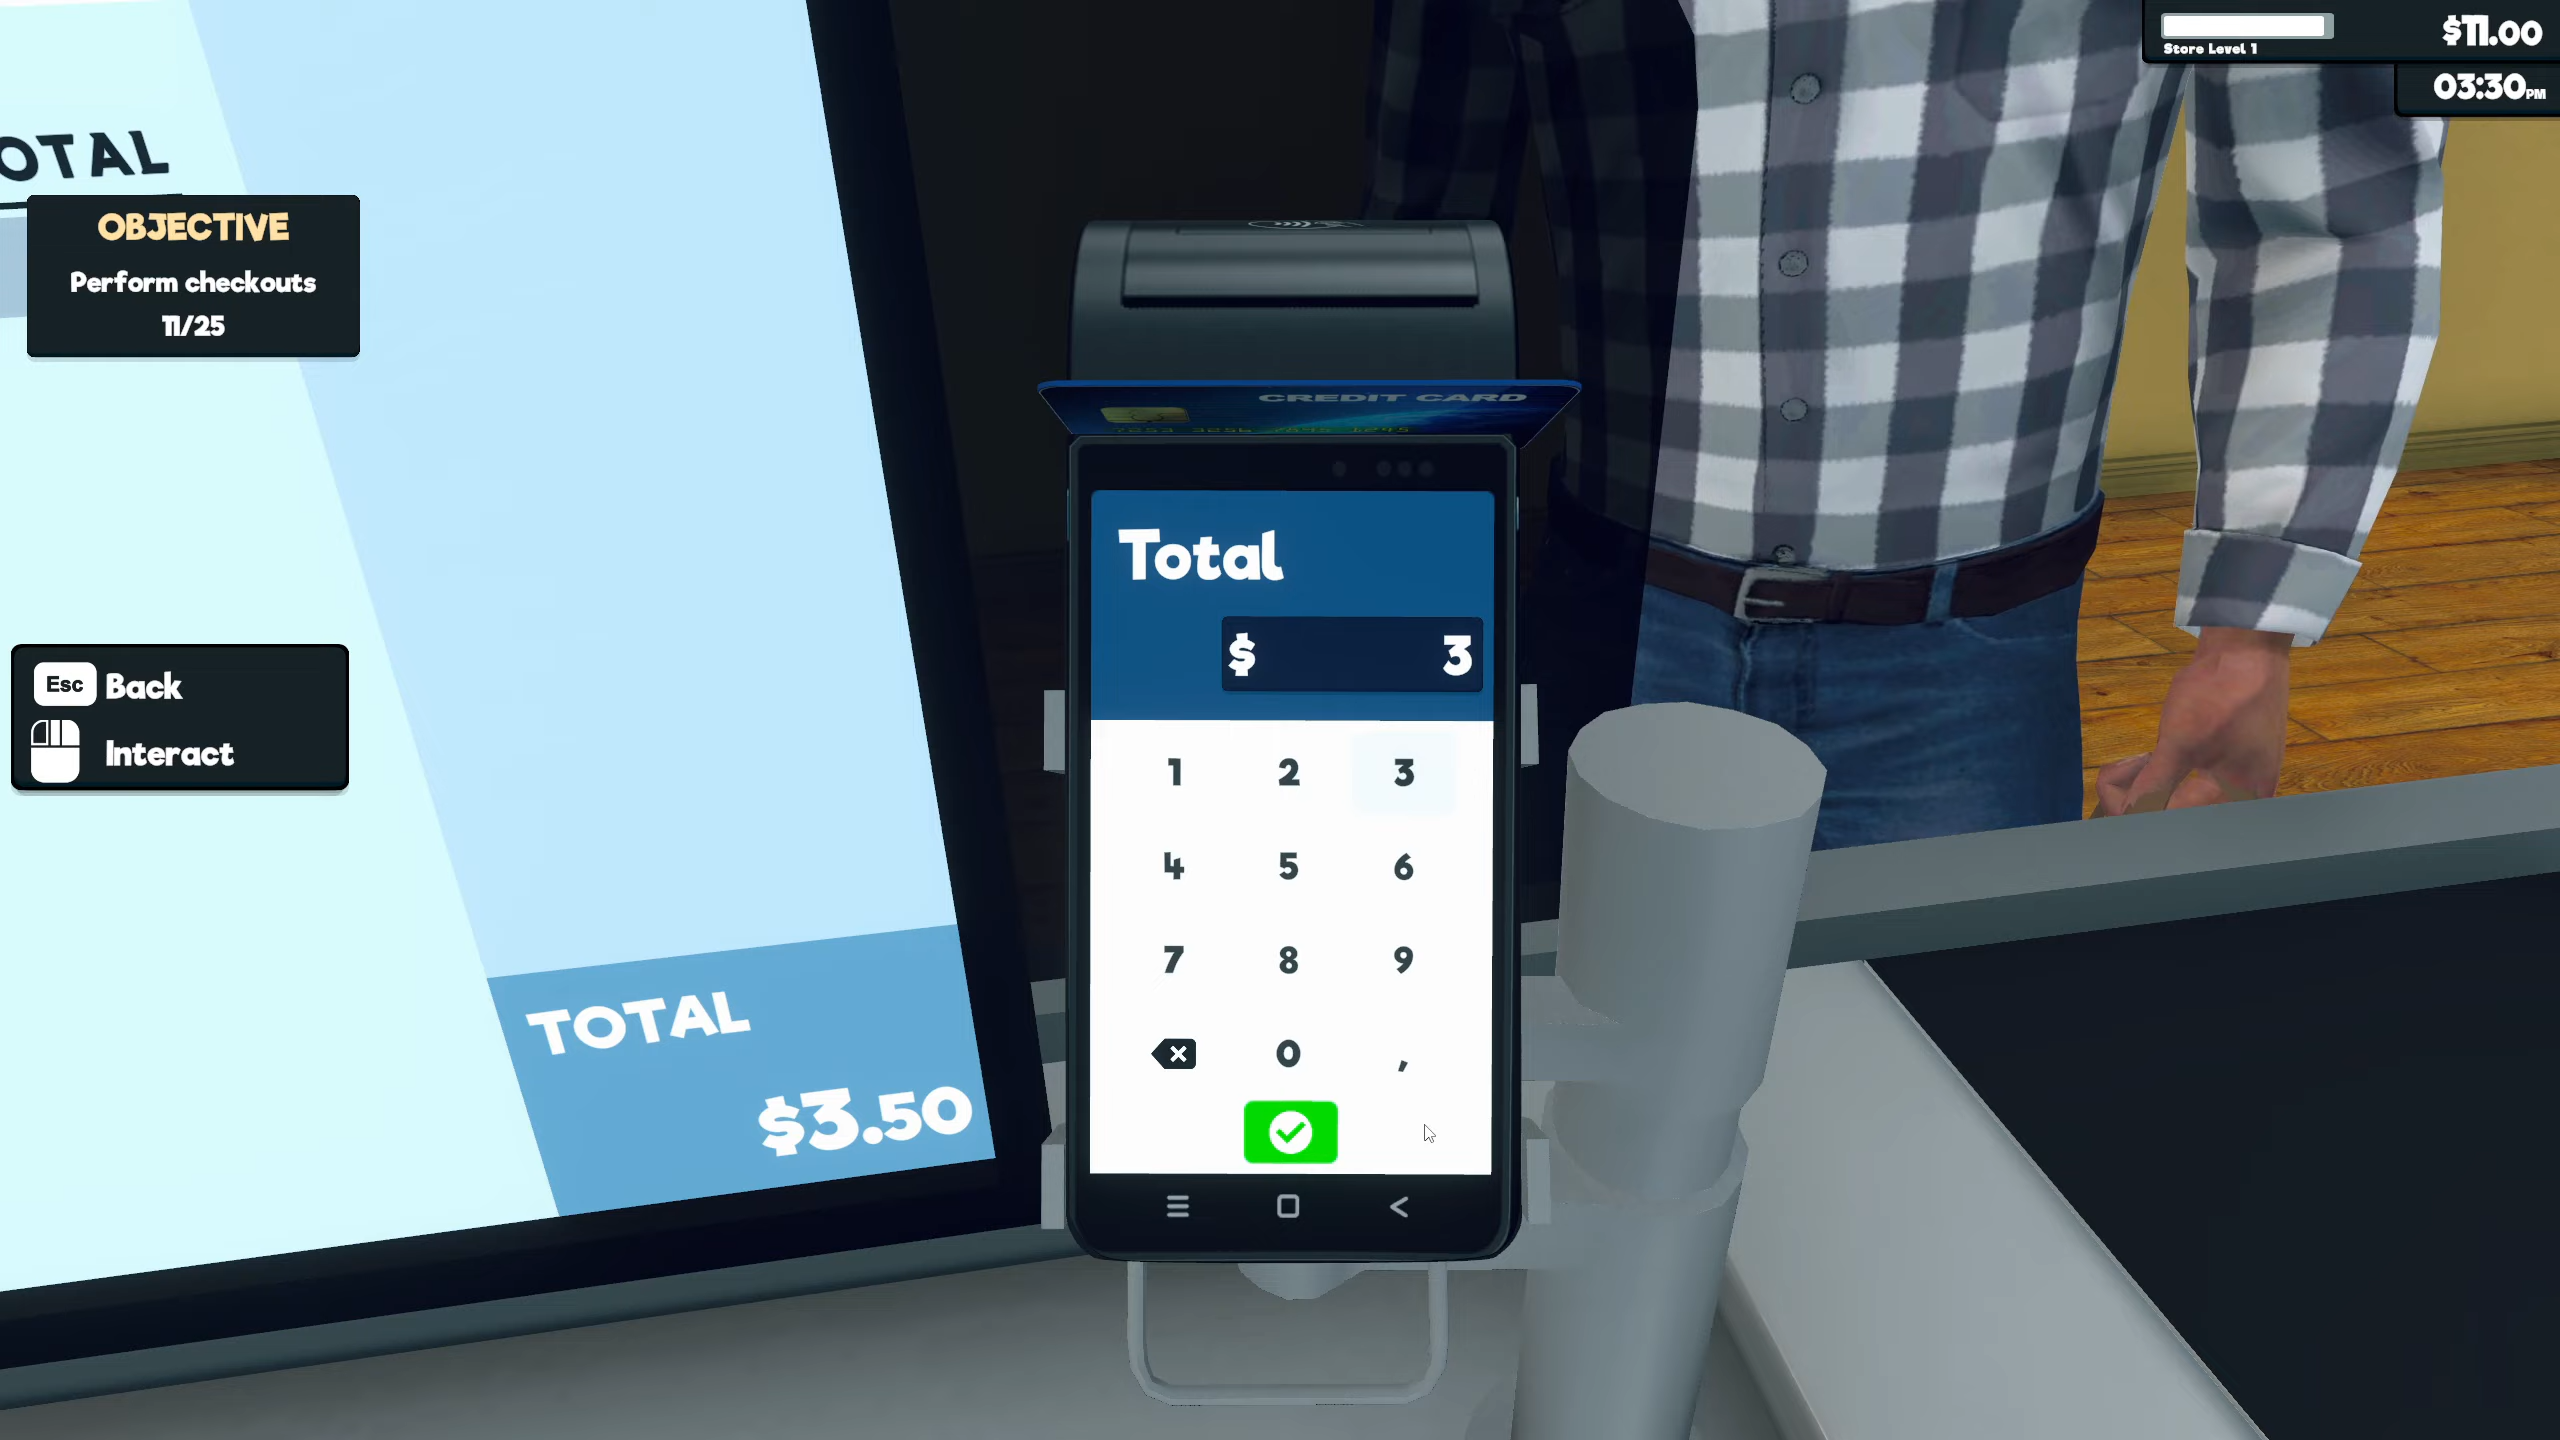 $11.00
Store Level 1
03:30PM
OTAL
OBJECTIVE
Perform checkouts
11/25
CREDIT CARD
Total
$ 3
1 2 3
4 5 6
7 8 9
0 ,
Esc Back
Interact
TOTAL
$3.50